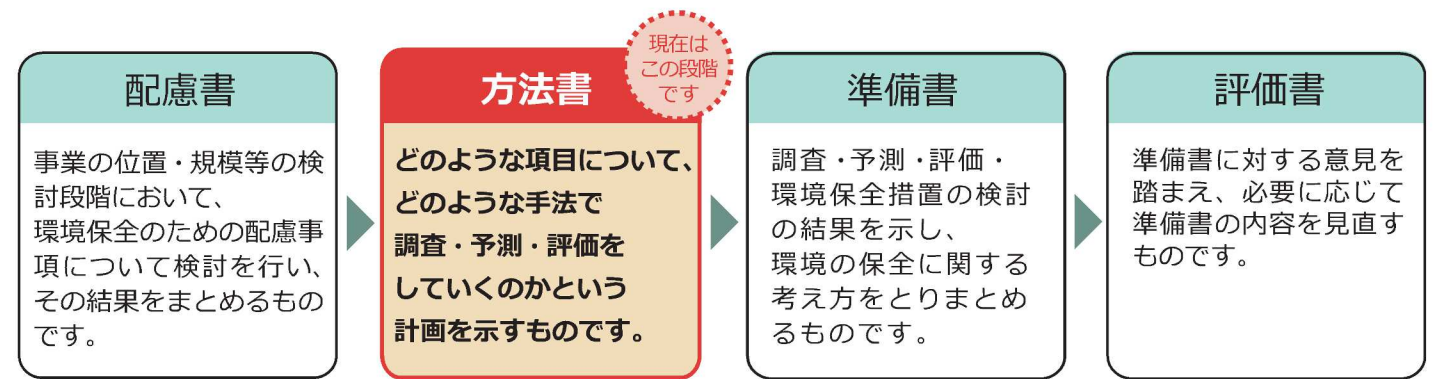 配慮書
事業の位置・規模等の検
討段階において、
環境保全のための配慮事
項について検討を行い、
その結果をまとめるもの
です。
方法書
現在は
この段階
です
どのような項目について、
どのような手法で
調査・予測・評価を
していくのかという
計画を示すものです。
準備書
調査・予測・評価・
環境保全措置の検討
の結果を示し、
環境の保全に関する
考え方をとりまとめ
るものです。
評価書
準備書に対する意見を
踏まえ、必要に応じて
準備書の内容を見直す
ものです。